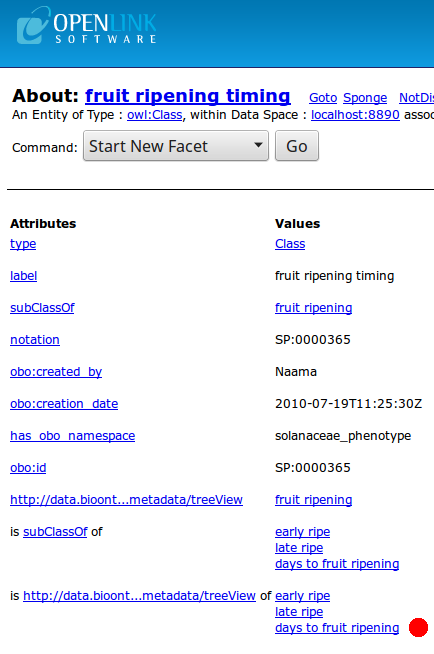 OPENLINK
SOFTWARE
About: fruit ripening timing Goto Sponge NotDis
An Entity of Type : owl:Class, within Data Space : localhost:8890 assoc
Command: Start New Facet Go
Attributes Values
type Class
label fruit ripening timing
subClassOf fruit ripening
notation SP:0000365
obo:created_by Naama
obo:creation_date 2010-07-19T11:25:30Z
has_obo_namespace solanaceae_phenotype
obo:id SP:0000365
http://data.bioont...metadata/treeView fruit ripening
is subClassOf of early ripe
late ripe
days to fruit ripening
is http://data.bioont...metadata/treeView of early ripe
late ripe
days to fruit ripening